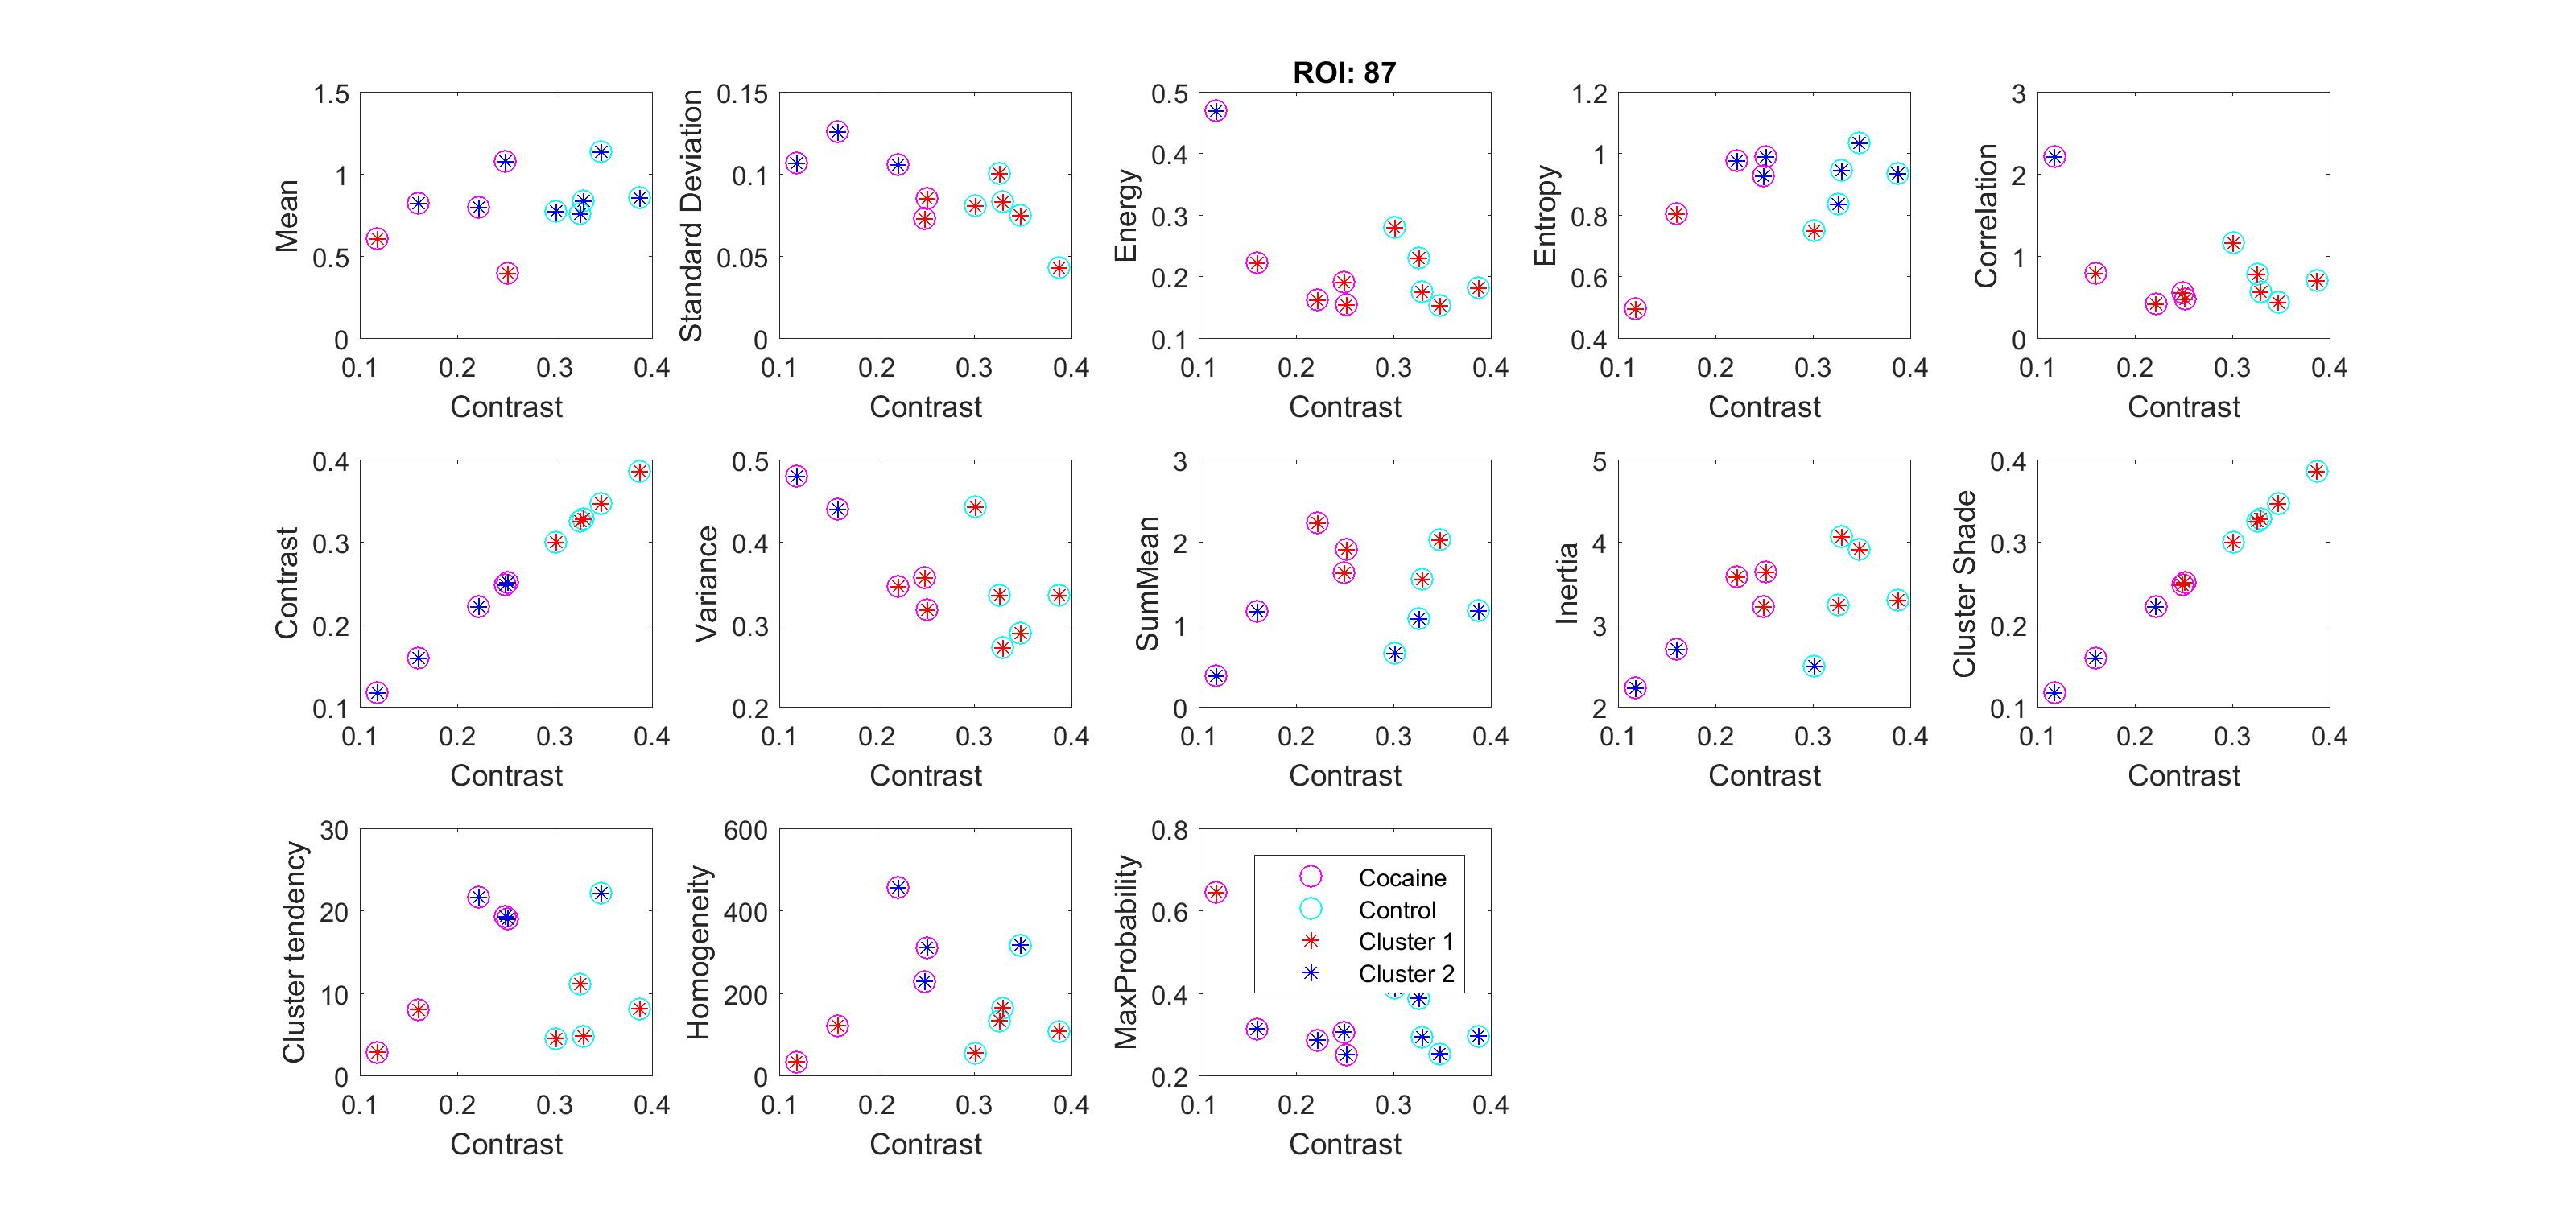 ROI: 87
1.5
1
0.5
0
Mean
0.1 0.2 0.3 0.4
Contrast
0.15
0.1
0.05
0
Standard Deviation
0.1 0.2 0.3 0.4
Contrast
0.5
0.4
0.3
0.2
0.1
Energy
0.1 0.2 0.3 0.4
Contrast
1.2
1
0.8
0.6
0.4
Entropy
0.1 0.2 0.3 0.4
Contrast
3
2
1
0
Correlation
0.1 0.2 0.3 0.4
Contrast
0.4
0.3
0.2
0.1
Contrast
0.1 0.2 0.3 0.4
Contrast
0.5
0.4
0.3
0.2
Variance
0.1 0.2 0.3 0.4
Contrast
3
2
1
0
SumMean
0.1 0.2 0.3 0.4
Contrast
5
4
3
2
Inertia
0.1 0.2 0.3 0.4
Contrast
0.4
0.3
0.2
0.1
Cluster Shade
0.1 0.2 0.3 0.4
Contrast
30
20
10
0
Cluster tendency
0.1 0.2 0.3 0.4
Contrast
600
400
200
0
Homogeneity
0.1 0.2 0.3 0.4
Contrast
0.8
0.6
0.4
0.2
MaxProbability
Cocaine
Control
Cluster 1
Cluster 2
0.1 0.2 0.3 0.4
Contrast